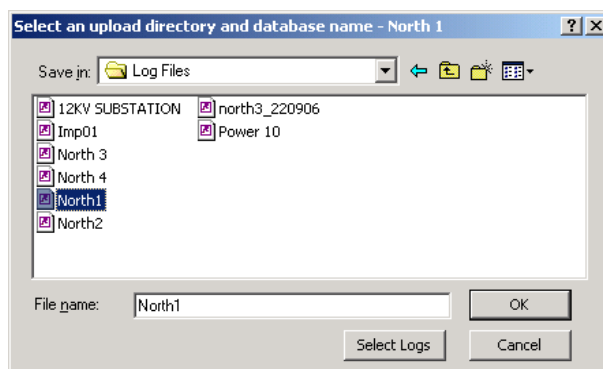 Select an upload directory and database name - North 1
Save in: Log Files
12KV SUBSTATION
Imp01
North 3
North 4
North1
North2
north3_220906
Power 10
File name: North1 OK
Select Logs Cancel